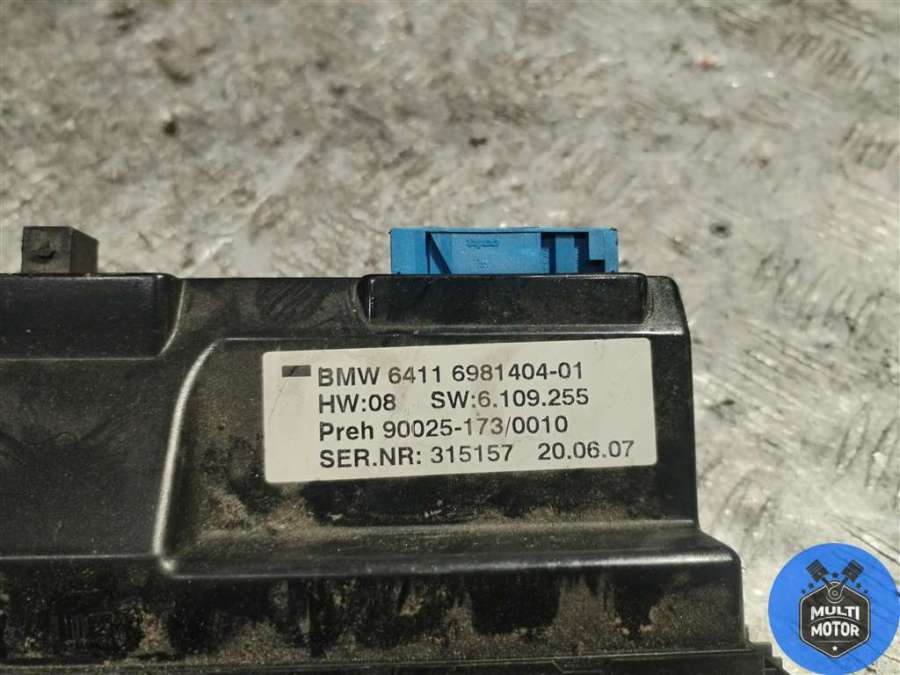 tyco
BMW 6411 6981404-01
HW:08 SW:6.109.255
Preh 90025-173/0010
SER.NR: 315157 20.06.07
MULTI
MOTOR